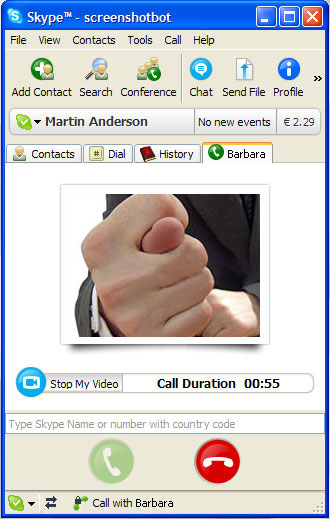 Skype™ - screenshotbot
File View Contacts Tools Call Help
Add Contact Search Conference Chat Send File Profile »
Martin Anderson No new events € 2.29
Contacts Dial History Barbara
Stop My Video Call Duration 00:55
Type Skype Name or number with country code
Call with Barbara